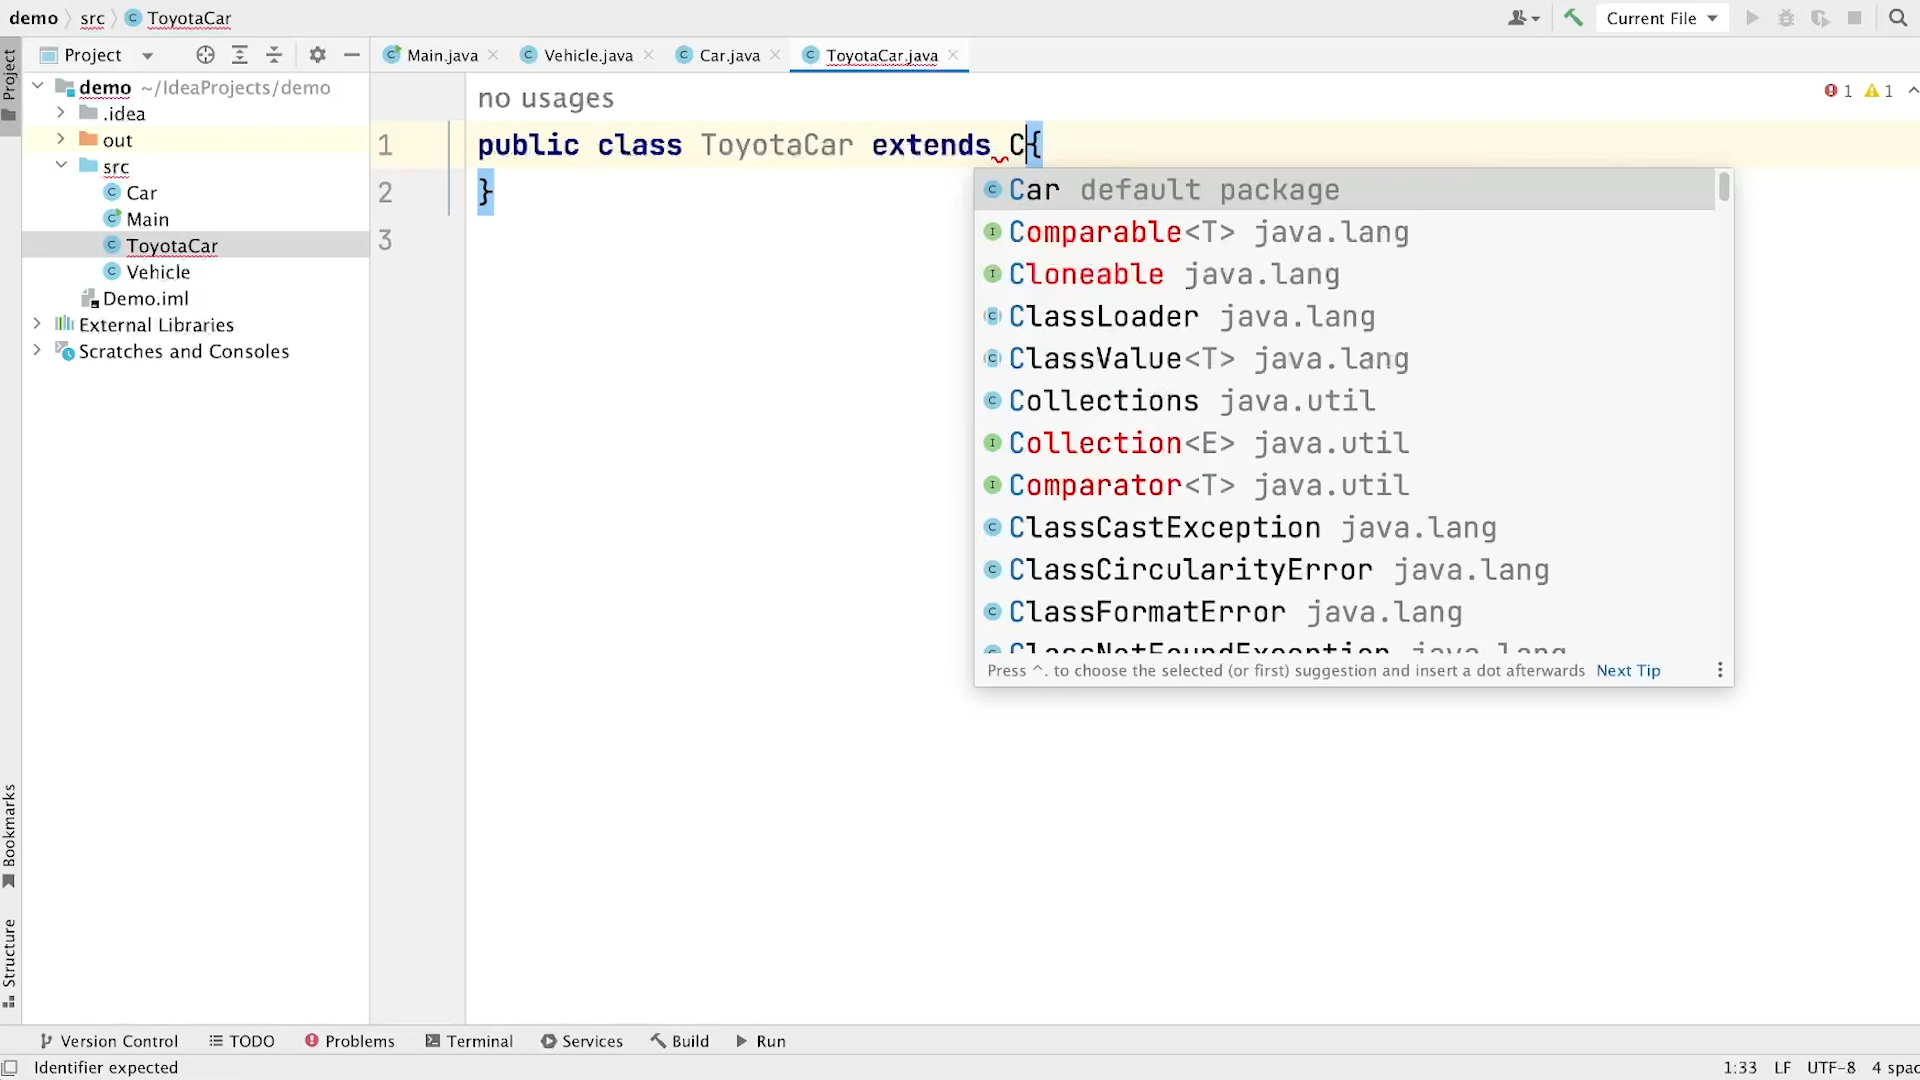 demo src ToyotaCar
Current File
Project
Project
Main.java
Vehicle.java
Car.java
ToyotaCar.java
demo ~/IdeaProjects/demo
.idea
out
src
Car
Main
ToyotaCar
Vehicle
Demo.iml
External Libraries
Scratches and Consoles
no usages
1 1
1 public class ToyotaCar extends C{
2 }
3
Car default package
Comparable<T> java.lang
Cloneable java.lang
ClassLoader java.lang
ClassValue<T> java.lang
Collections java.util
Collection<E> java.util
Comparator<T> java.util
ClassCastException java.lang
ClassCircularityError java.lang
ClassFormatError java.lang
ClassNotFoundException java.lang
Press ^. to choose the selected (or first) suggestion and insert a dot afterwards Next Tip
Bookmarks
Structure
Version Control TODO Problems Terminal Services Build Run
Identifier expected
1:33 LF UTF-8 4 spac